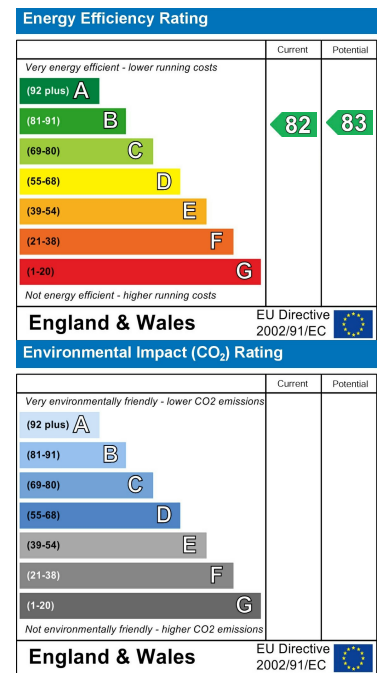 Energy Efficiency Rating
Current Potential
Very energy efficient - lower running costs
(92 plus) A
(81-91) B 82 83
(69-80) C
(55-68) D
(39-54) E
(21-38) F
(1-20) G
Not energy efficient - higher running costs
England & Wales EU Directive
2002/91/EC
Environmental Impact (CO₂) Rating
Current Potential
Very environmentally friendly - lower CO2 emissions
(92 plus) A
(81-91) B
(69-80) C
(55-68) D
(39-54) E
(21-38) F
(1-20) G
Not environmentally friendly - higher CO2 emissions
England & Wales EU Directive
2002/91/EC